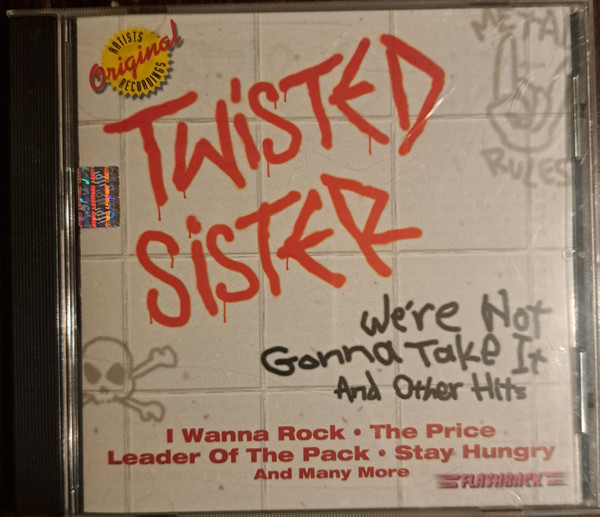 ARTISTS
Original
RECORDINGS
METAL
RULES
TWiSTED
SiSTER
We're Not
Gonna Take It
And Other Hits
I Wanna Rock • The Price
Leader Of The Pack • Stay Hungry
And Many More
FLASHBACK